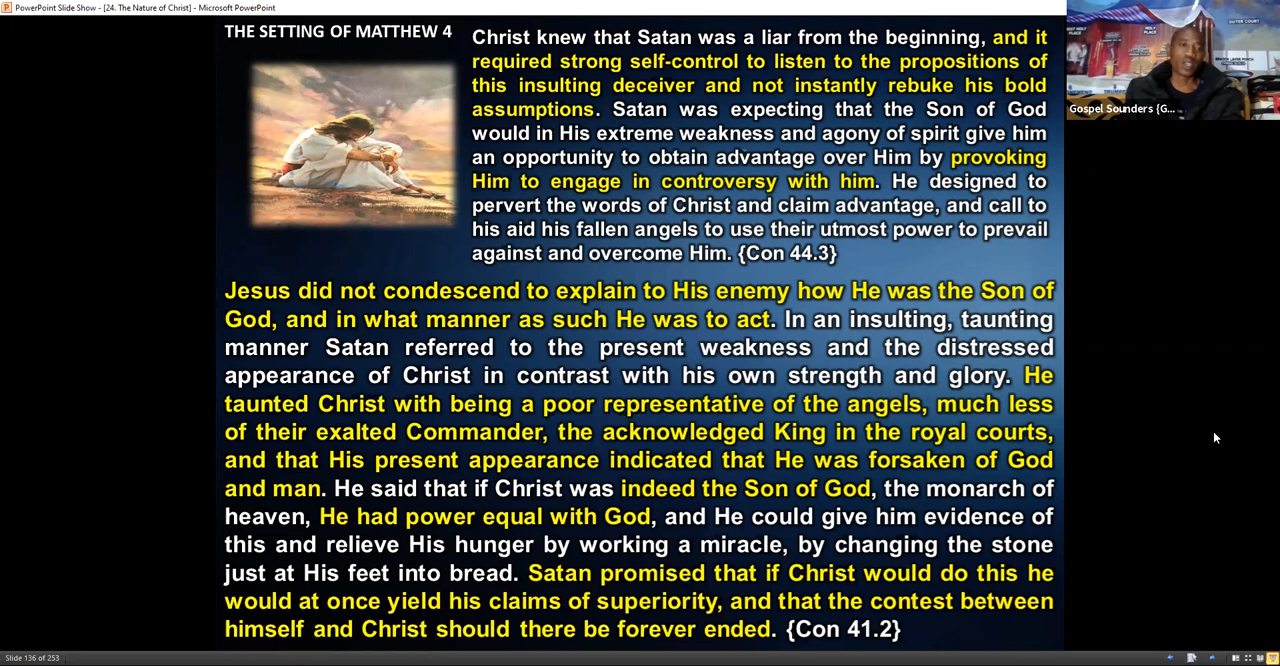 PowerPoint Slide Show - [24. The Nature of Christ] - Microsoft PowerPoint
THE SETTING OF MATTHEW 4
Christ knew that Satan was a liar from the beginning, and it
required strong self-control to listen to the propositions of
this insulting deceiver and not instantly rebuke his bold
assumptions. Satan was expecting that the Son of God
would in His extreme weakness and agony of spirit give him
an opportunity to obtain advantage over Him by provoking
Him to engage in controversy with him. He designed to
pervert the words of Christ and claim advantage, and call to
his aid his fallen angels to use their utmost power to prevail
against and overcome Him. {Con 44.3}
Jesus did not condescend to explain to His enemy how He was the Son of
God, and in what manner as such He was to act. In an insulting, taunting
manner Satan referred to the present weakness and the distressed
appearance of Christ in contrast with his own strength and glory. He
taunted Christ with being a poor representative of the angels, much less
of their exalted Commander, the acknowledged King in the royal courts,
and that His present appearance indicated that He was forsaken of God
and man. He said that if Christ was indeed the Son of God, the monarch of
heaven, He had power equal with God, and He could give him evidence of
this and relieve His hunger by working a miracle, by changing the stone
just at His feet into bread. Satan promised that if Christ would do this he
would at once yield his claims of superiority, and that the contest between
himself and Christ should there be forever ended. {Con 41.2}
OUTER COURT
Gospel Sounders {G...
Slide 136 of 253